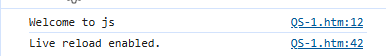 Welcome to js QS-1.htm:12
Live reload enabled. QS-1.htm:42